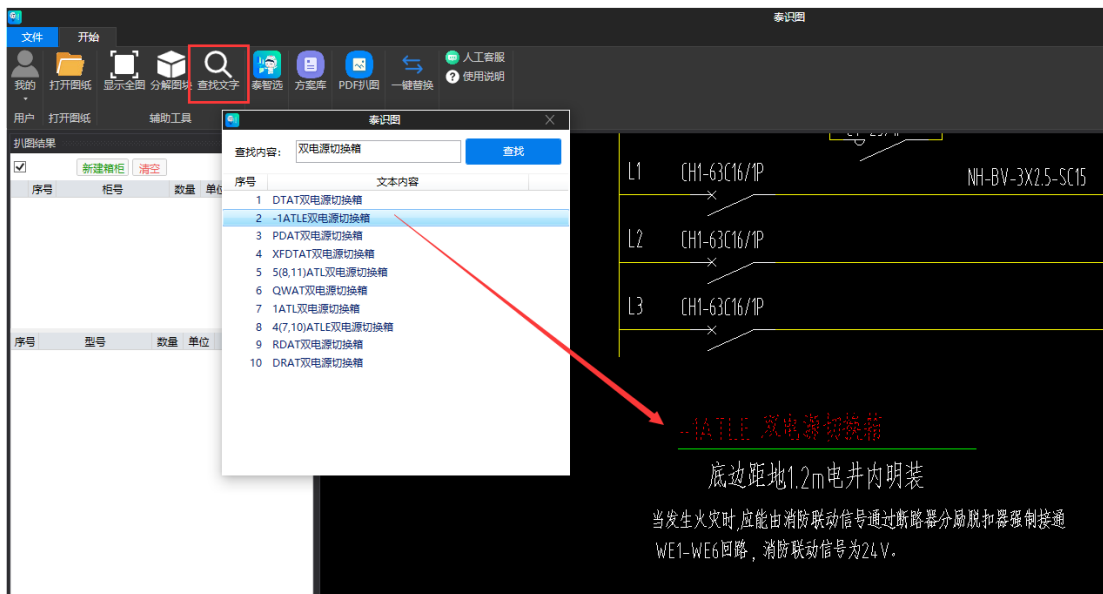 泰识图
文件 开始
我的 打开图纸 显示全图 分解图块 查找文字 泰智选 方案库 PDF扒图 一键替换
人工客服
使用说明
用户 打开图纸 辅助工具
扒图结果
新建箱柜 清空
序号 柜号 数量
序号 型号 数量 单位
泰识图
查找内容: 双电源切换箱 查找
序号 文本内容
1 DTAT双电源切换箱
2 -1ATLE双电源切换箱
3 PDAT双电源切换箱
4 XFDTAT双电源切换箱
5 5(8,11)ATL双电源切换箱
6 QWAT双电源切换箱
7 1ATL双电源切换箱
8 4(7,10)ATLE双电源切换箱
9 RDAT双电源切换箱
10 DRAT双电源切换箱
L1 CH1-63C16/1P NH-BV-3X2.5-SC15
L2 CH1-63C16/1P
L3 CH1-63C16/1P
-1ATLE 双电源切换箱
底边距地1.2m电井内明装
当发生火灾时,应能由消防联动信号通过断路器分励脱扣器强制接通
WE1-WE6回路，消防联动信号为24V。